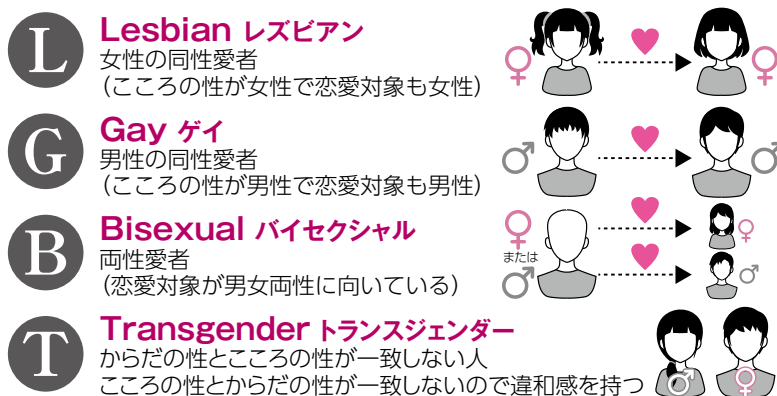 L
Lesbian レズビアン
女性の同性愛者
（こころの性が女性で恋愛対象も女性）
G
Gay ゲイ
男性の同性愛者
（こころの性が男性で恋愛対象も男性）
B
Bisexual バイセクシャル
両性愛者
（恋愛対象が男女両性に向いている）
または
T
Transgender トランスジェンダー
からだの性とこころの性が一致しない人
こころの性とからだの性が一致しないので違和感を持つ